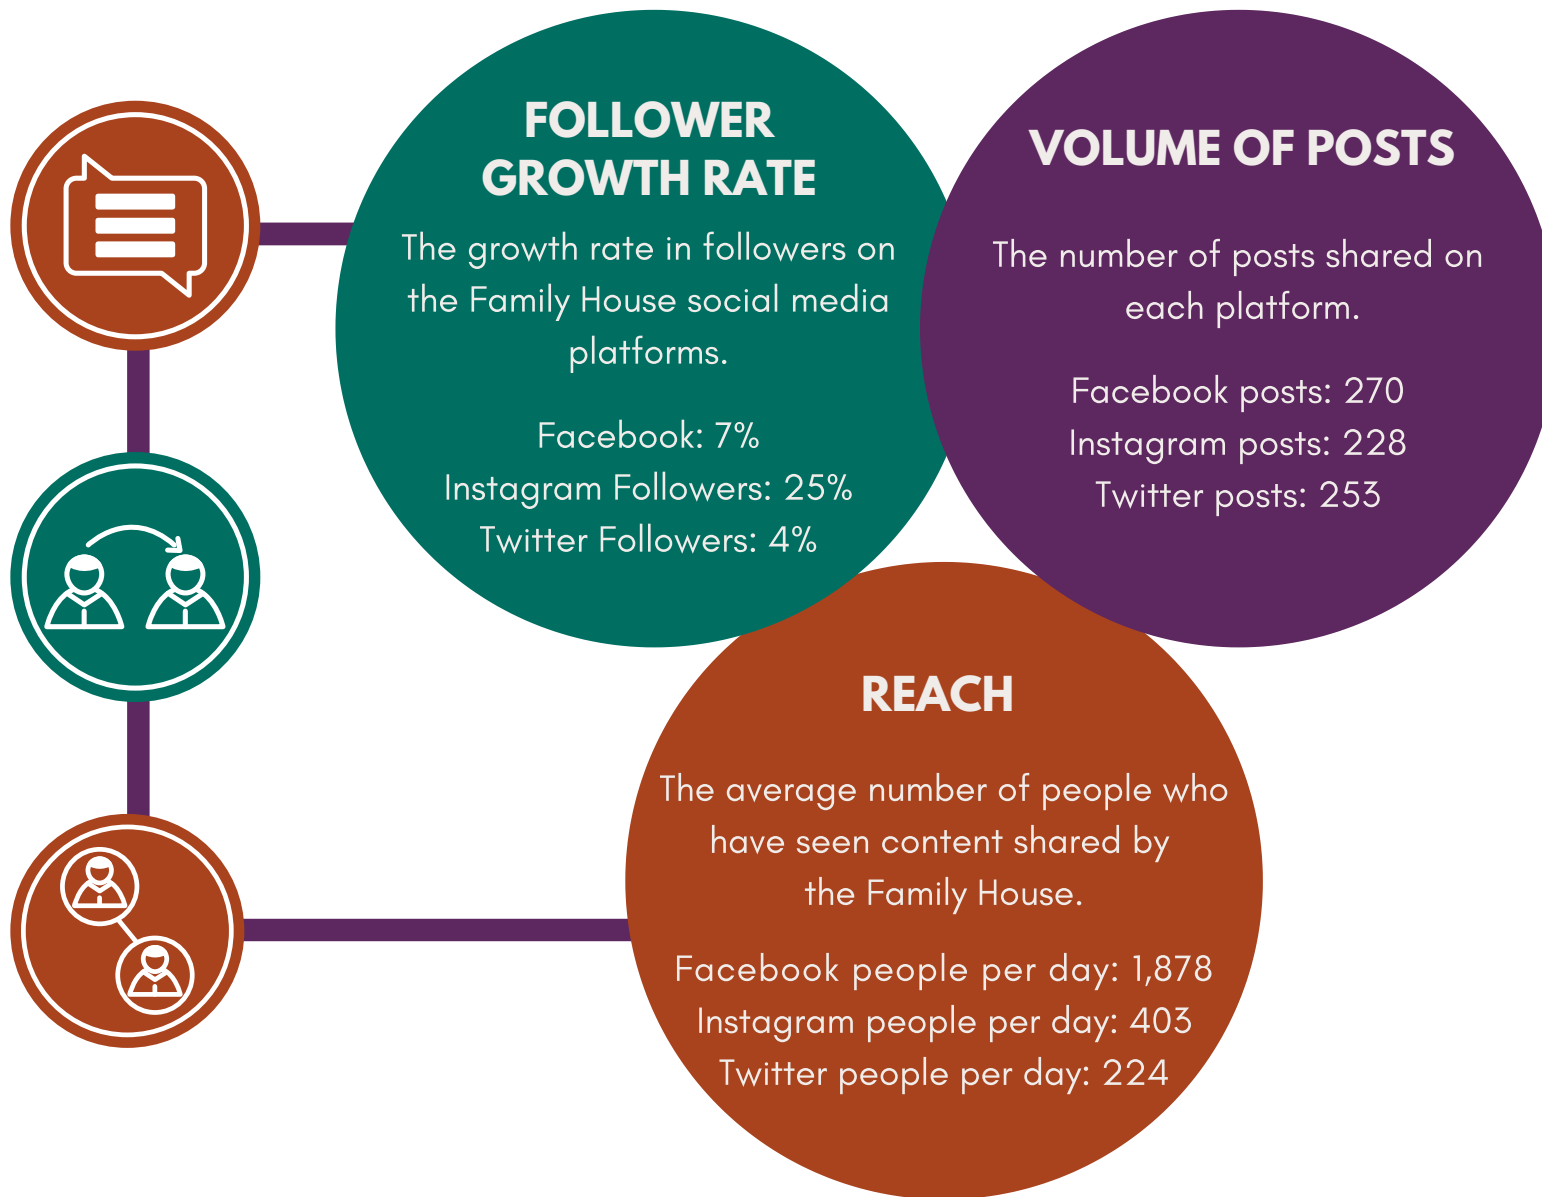 FOLLOWER
GROWTH RATE
The growth rate in followers on
the Family House social media
platforms.
Facebook: 7%
Instagram Followers: 25%
Twitter Followers: 4%
VOLUME OF POSTS
The number of posts shared on
each platform.
Facebook posts: 270
Instagram posts: 228
Twitter posts: 253
REACH
The average number of people who
have seen content shared by
the Family House.
Facebook people per day: 1,878
Instagram people per day: 403
Twitter people per day: 224